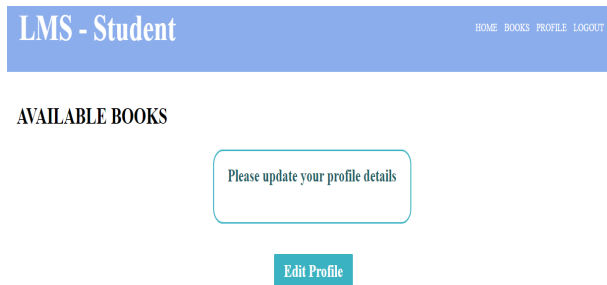 LMS - Student
HOME BOOKS PROFILE LOGOUT
AVAILABLE BOOKS
Please update your profile details
Edit Profile